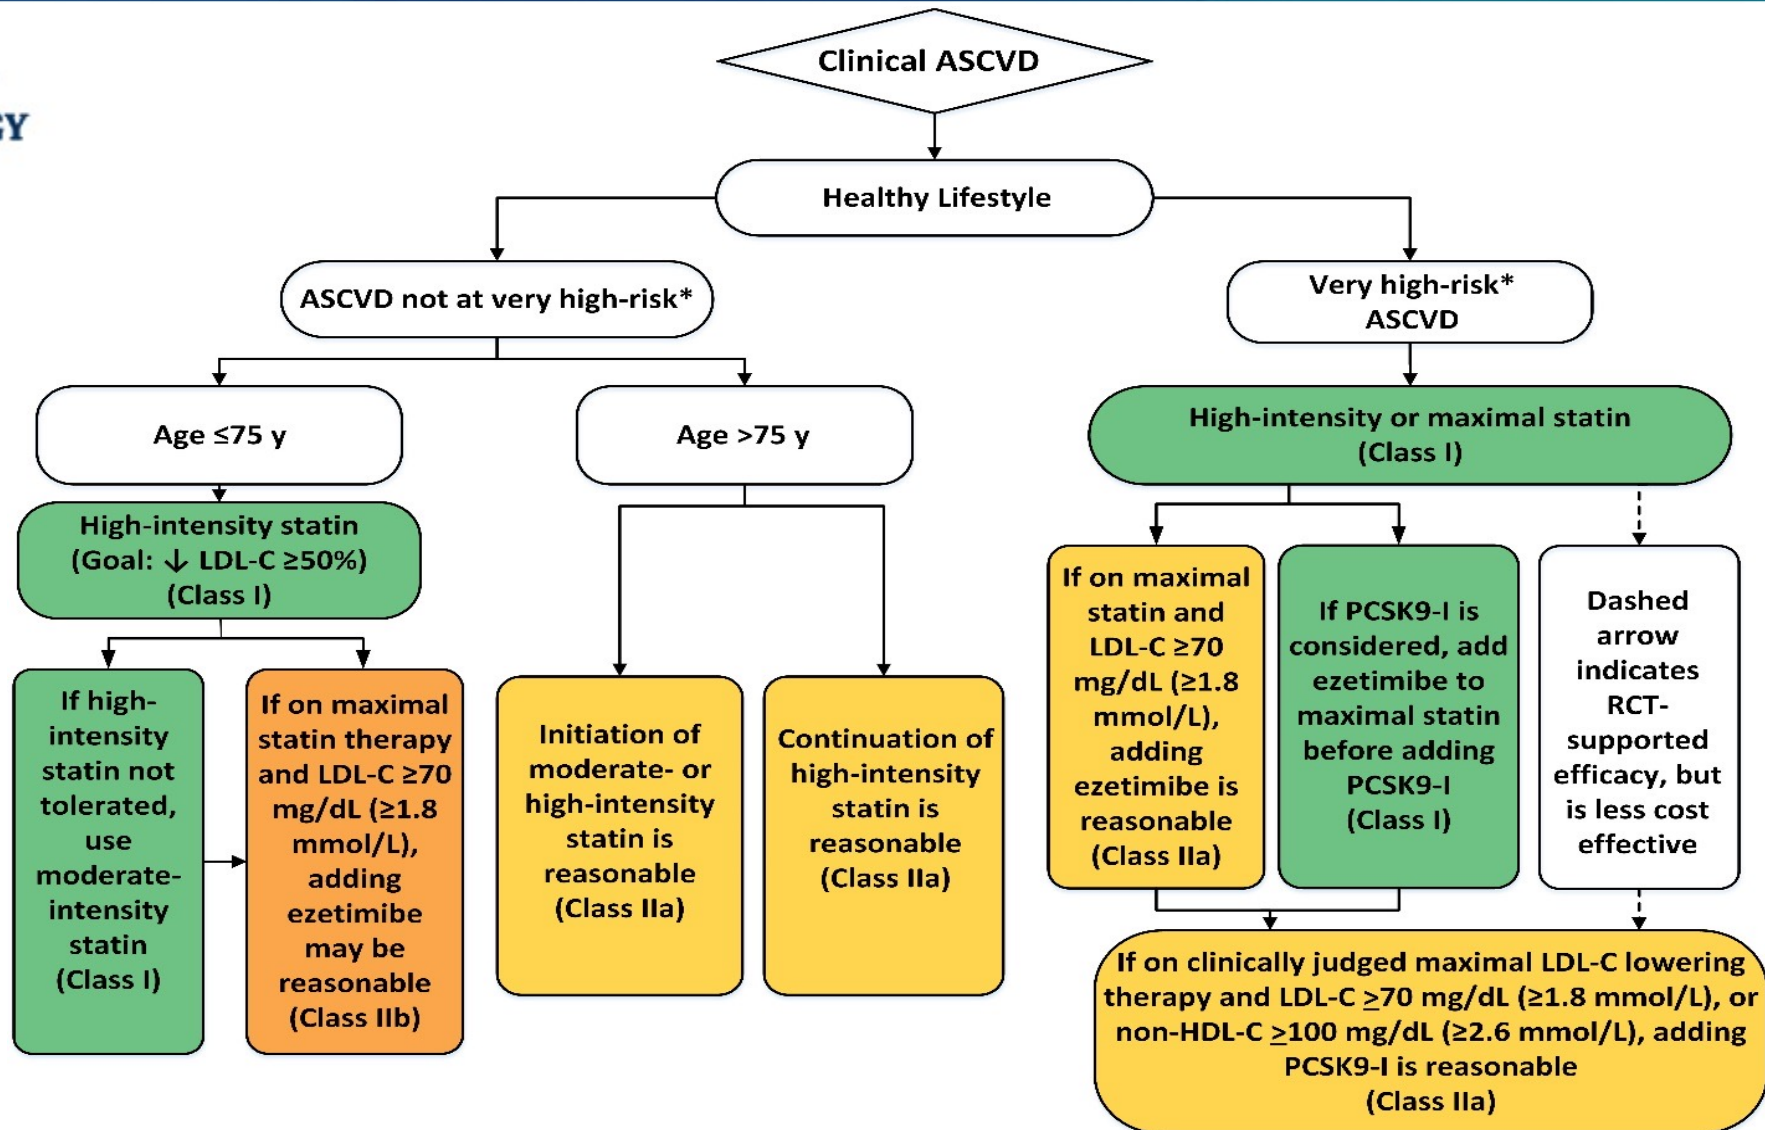 GY
Clinical ASCVD
Healthy Lifestyle
ASCVD not at very high-risk*
Very high-risk*
ASCVD
Age ≤75 y
Age >75 y
High-intensity or maximal statin
(Class I)
High-intensity statin
(Goal: ↓ LDL-C ≥50%)
(Class I)
If high-
intensity
statin not
tolerated,
use
moderate-
intensity
statin
(Class I)
If on maximal
statin therapy
and LDL-C ≥70
mg/dL (≥1.8
mmol/L),
adding
ezetimibe
may be
reasonable
(Class IIb)
Initiation of
moderate- or
high-intensity
statin is
reasonable
(Class IIa)
Continuation of
high-intensity
statin is
reasonable
(Class IIa)
If on maximal
statin and
LDL-C ≥70
mg/dL (≥1.8
mmol/L),
adding
ezetimibe is
reasonable
(Class IIa)
If PCSK9-I is
considered, add
ezetimibe to
maximal statin
before adding
PCSK9-I
(Class I)
Dashed
arrow
indicates
RCT-
supported
efficacy, but
is less cost
effective
If on clinically judged maximal LDL-C lowering
therapy and LDL-C ≥70 mg/dL (≥1.8 mmol/L), or
non-HDL-C ≥100 mg/dL (≥2.6 mmol/L), adding
PCSK9-I is reasonable
(Class IIa)